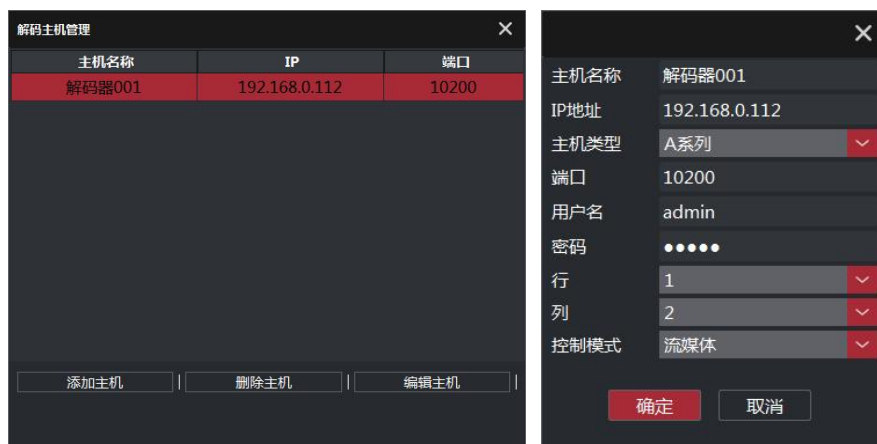 解码主机管理
主机名称 IP 端口
解码器001 192.168.0.112 10200
添加主机 删除主机 编辑主机
主机名称 解码器001
IP地址 192.168.0.112
主机类型 A系列
端口 10200
用户名 admin
密码 ●●●●●
行 1
列 2
控制模式 流媒体
确定 取消